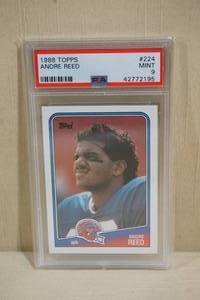 1988 TOPPS #224
ANDRE REED MINT
9
PSA 42772195
Topps
WR ANDRE
REED